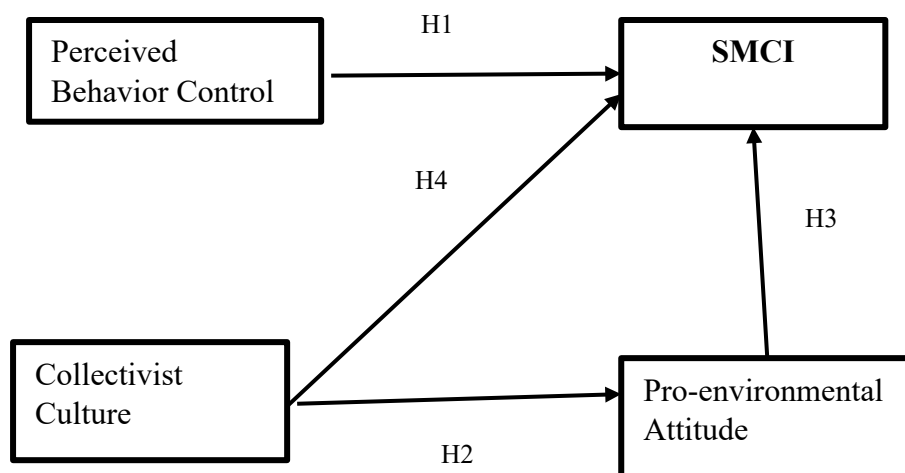 H1
Perceived
Behavior Control
SMCI
H4
H3
Collectivist
Culture
Pro-environmental
Attitude
H2